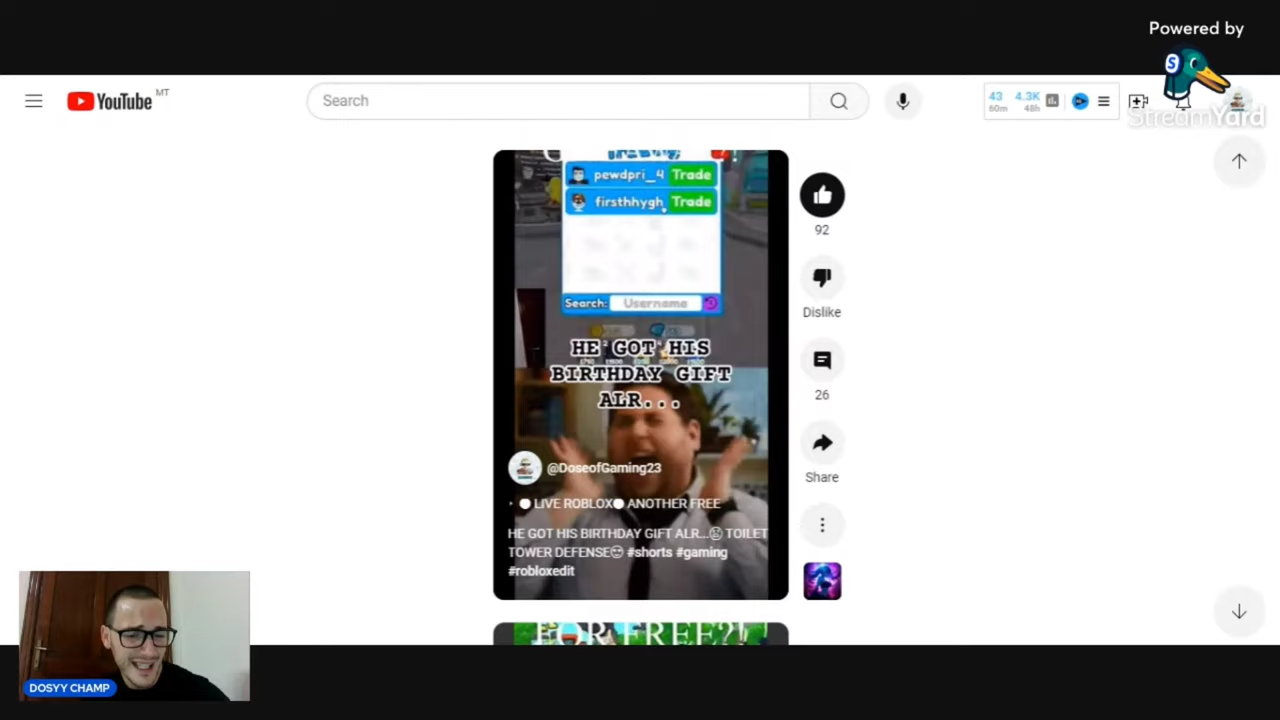 Powered by
StreamYard
YouTube MT
Search
43 60m
4.3K 48h
pewdpri_4 Trade
firsthhygh Trade
Search: Username
HE GOT HIS
BIRTHDAY GIFT
ALR...
@DoseofGaming23
LIVE ROBLOX ANOTHER FREE
HE GOT HIS BIRTHDAY GIFT ALR...😨 TOILET
TOWER DEFENSE😍 #shorts #gaming
#robloxedit
92
Dislike
26
Share
FOR FREE?!
DOSYY CHAMP